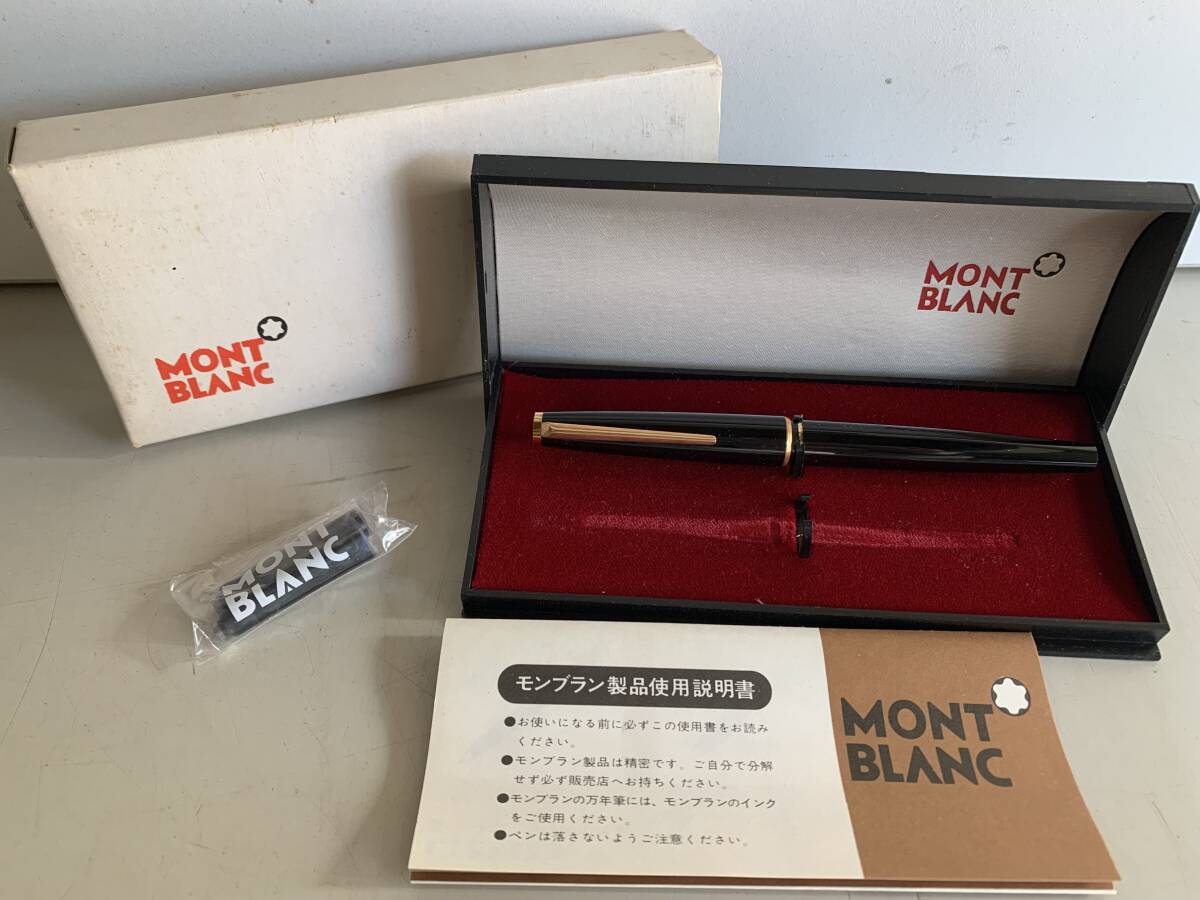 MONT
BLANC
MONT
BLANC
MONT
BLANC
モンブラン製品使用説明書
●お使いになる前に必ずこの使用書をお読み
ください。
●モンブラン製品は精密です。ご自分で分解
せず必ず販売店へお持ちください。
●モンブランの万年筆には、モンブランのインク
をご使用ください。
●ペンは落さないようご注意ください。
MONT
BLANC